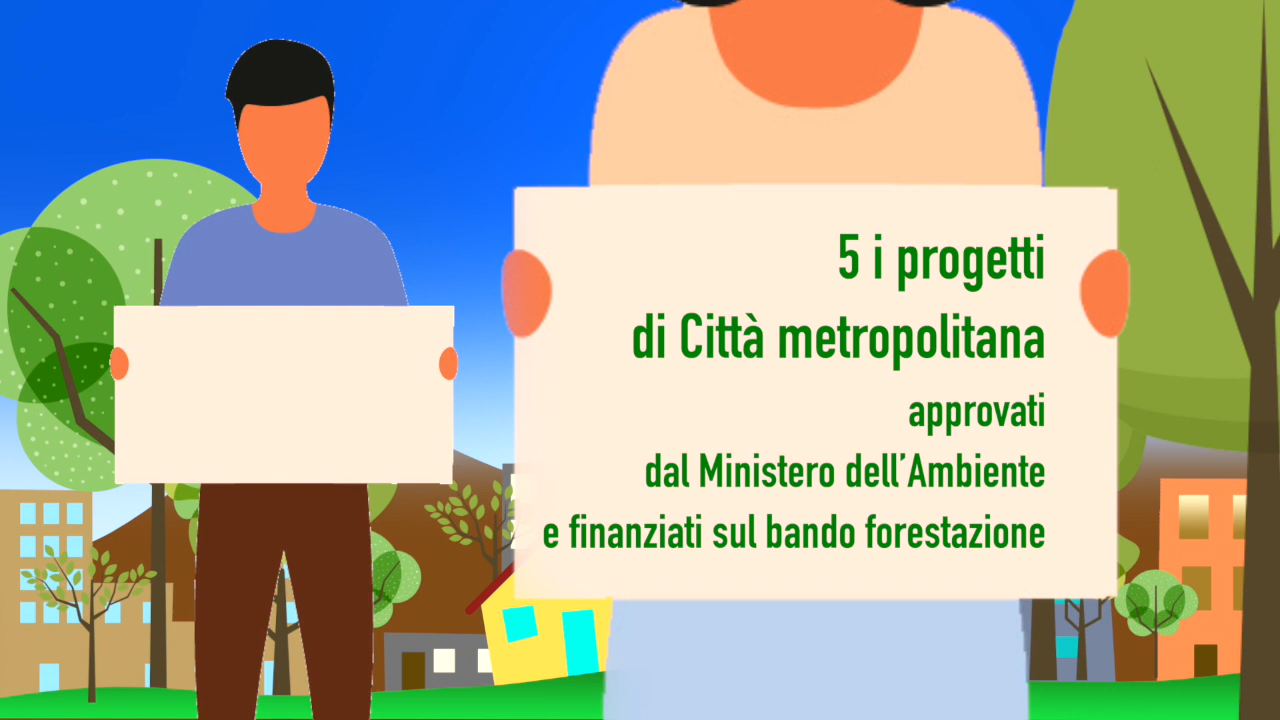 5 i progetti
di Città metropolitana
approvati
dal Ministero dell’Ambiente
e finanziati sul bando forestazione